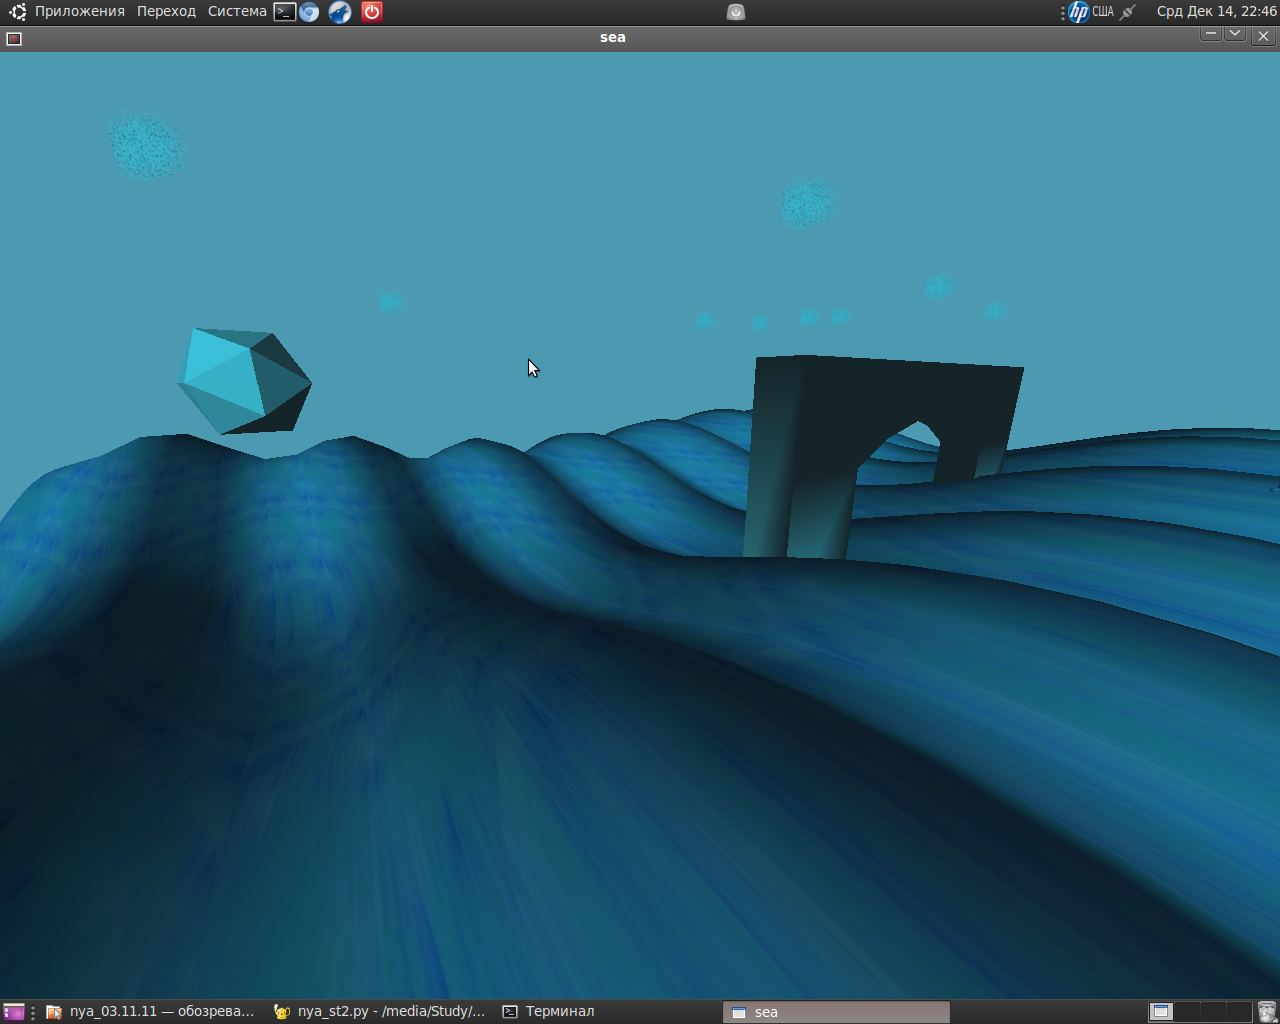 Приложения Переход Система США Срд Дек 14, 22:46
sea
nya_03.11.11 — обозрева... nya_st2.py - /media/Study/... Терминал sea